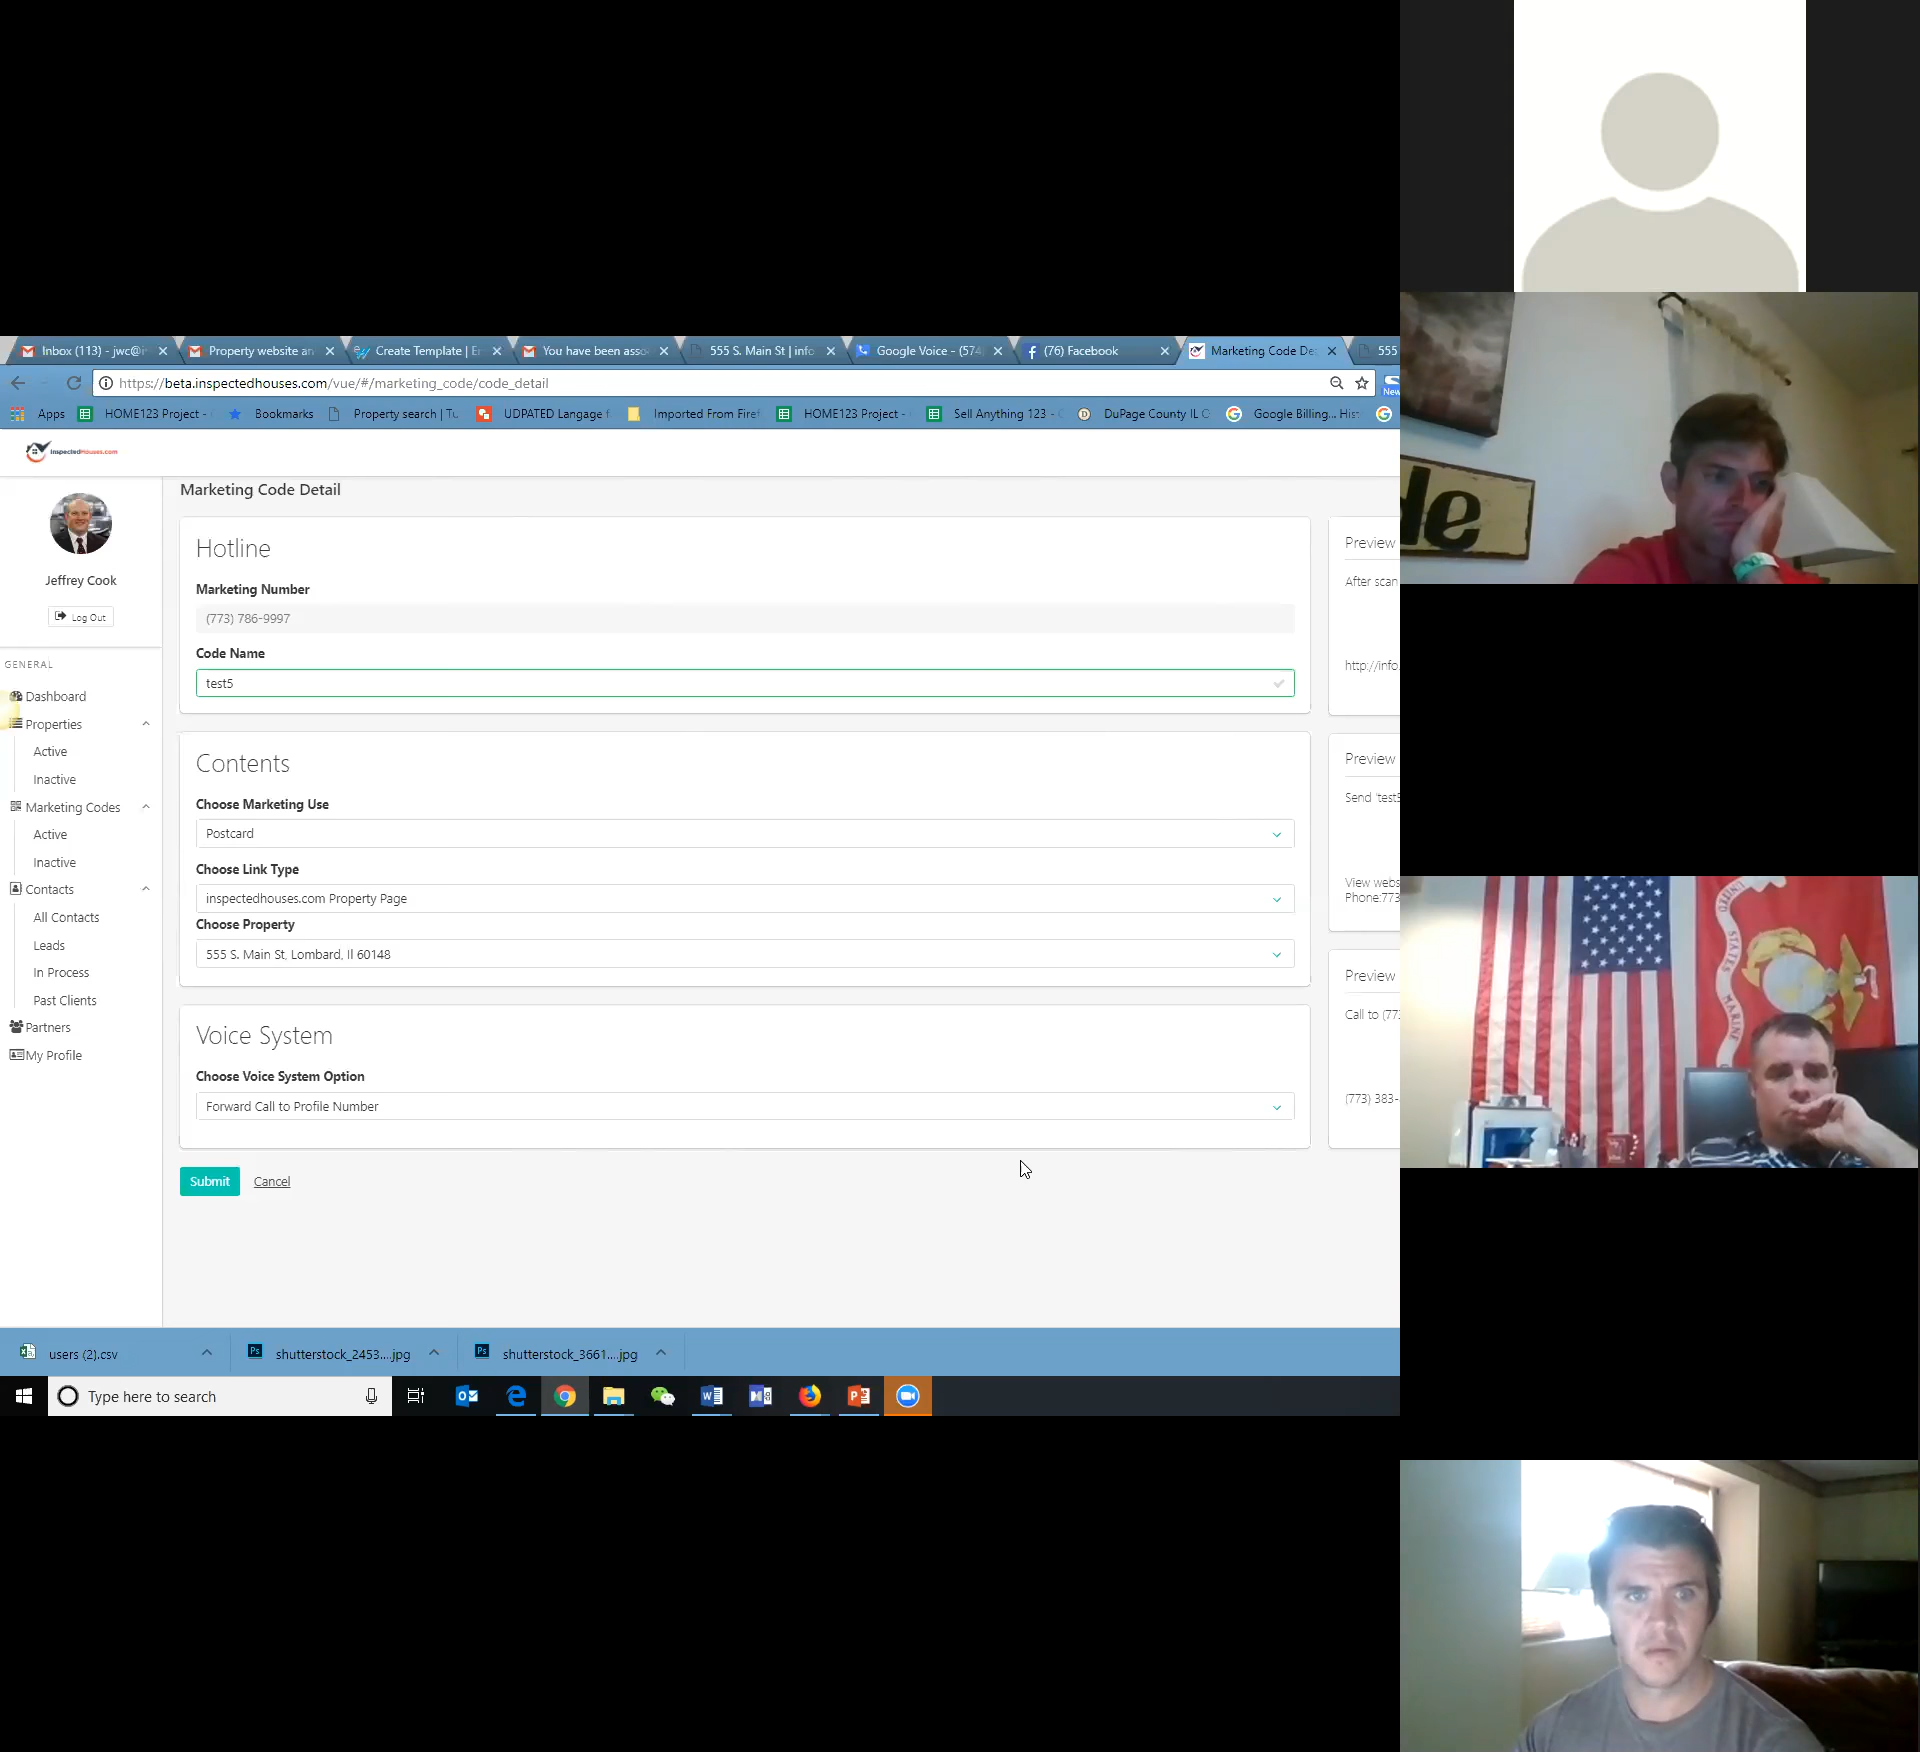 Inbox (113) - jwc@i
Property website an
Create Template | E
You have been asso
555 S. Main St | info
Google Voice - (574
(76) Facebook
Marketing Code De
555
https://beta.inspectedhouses.com/vue/#/marketing_code/code_detail
New
Apps
HOME123 Project -
Bookmarks
Property search | Tu
UDPATED Langage f
Imported From Firef
HOME123 Project -
Sell Anything 123 -
DuPage County IL
Google Billing... Hist
InspectedHouses.com
Jeffrey Cook
Log Out
GENERAL
Dashboard
Properties
Active
Inactive
Marketing Codes
Active
Inactive
Contacts
All Contacts
Leads
In Process
Past Clients
Partners
My Profile
Marketing Code Detail
Hotline
Marketing Number
(773) 786-9997
Code Name
test5
Contents
Choose Marketing Use
Postcard
Choose Link Type
inspectedhouses.com Property Page
Choose Property
555 S. Main St, Lombard, Il 60148
Voice System
Choose Voice System Option
Forward Call to Profile Number
Submit
Cancel
Preview
After scan
http://info.
Preview
Send 'test5
View webs
Phone:773
Preview
Call to (77
(773) 383-
users (2).csv
shutterstock_2453....jpg
shutterstock_3661....jpg
Type here to search
de
UNITED
STATES
MARINE